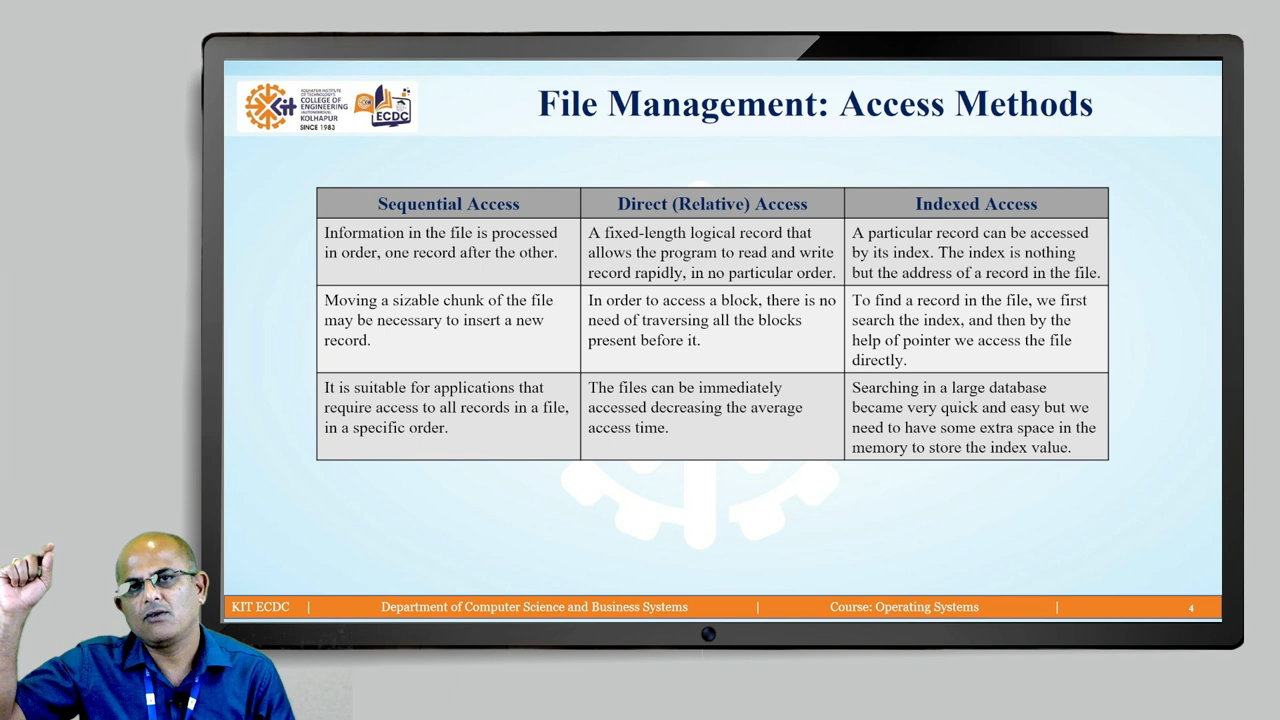 KOLHAPUR INSTITUTE
OF TECHNOLOGY'S
COLLEGE OF
ENGINEERING
(AUTONOMOUS)
KOLHAPUR
SINCE 1983
Kit
ECDC
File Management: Access Methods
Sequential Access
Direct (Relative) Access
Indexed Access
Information in the file is processed
in order, one record after the other.
A fixed-length logical record that
allows the program to read and write
record rapidly, in no particular order.
A particular record can be accessed
by its index. The index is nothing
but the address of a record in the file.
Moving a sizable chunk of the file
may be necessary to insert a new
record.
In order to access a block, there is no
need of traversing all the blocks
present before it.
To find a record in the file, we first
search the index, and then by the
help of pointer we access the file
directly.
It is suitable for applications that
require access to all records in a file,
in a specific order.
The files can be immediately
accessed decreasing the average
access time.
Searching in a large database
became very quick and easy but we
need to have some extra space in the
memory to store the index value.
KIT ECDC | Department of Computer Science and Business Systems | Course: Operating Systems | 4